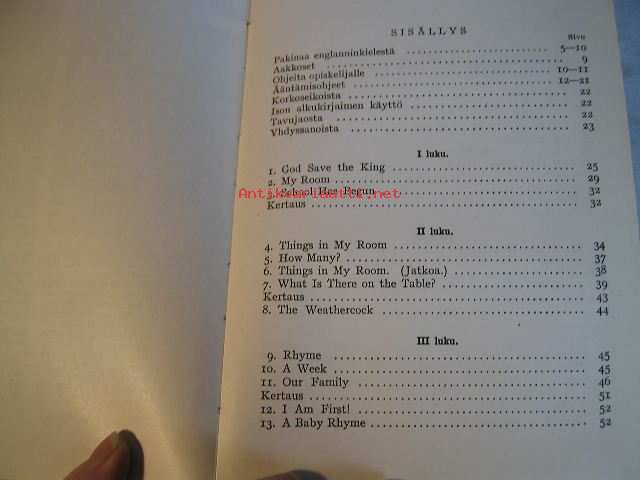 SISÄLLYS
Sivu
Pakinaa englanninkielestä 5—10
Aakkoset 9
Ohjeita opiskelijalle 10—11
Ääntämisohjeet 12—21
Korkoseikoista 22
Ison alkukirjaimen käyttö 22
Tavujaosta 22
Yhdyssanoista 23
I luku.
1. God Save the King 25
2. My Room 29
3. School Has Begun 32
Antikvariaatti.net
Kertaus 32
II luku.
4. Things in My Room 34
5. How Many? 37
6. Things in My Room. (Jatkoa.) 38
7. What Is There on the Table? 39
Kertaus 43
8. The Weathercock 44
III luku.
9. Rhyme 45
10. A Week 45
11. Our Family 46
Kertaus 51
12. I Am First! 52
13. A Baby Rhyme 52